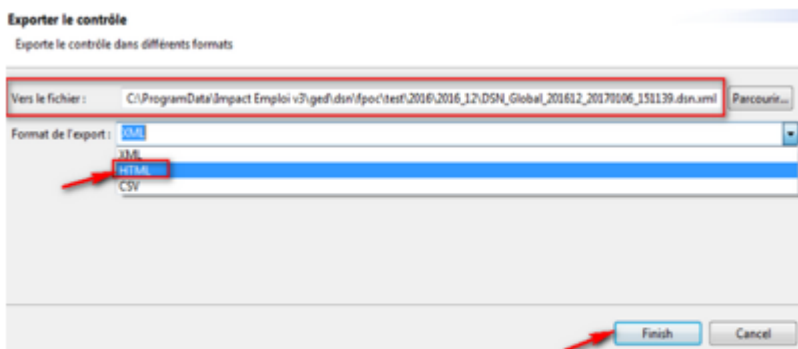 Exporter le contrôle
Exporte le contrôle dans différents formats
Vers le fichier : C:\ProgramData\Impact Emploi v3\ged\dsn\fpoc\test\2016\2016_12\DSN_Global_201612_20170106_151139.dsn.xml Parcourir...
Format de l'export : XML
XML
HTML
CSV
Finish Cancel